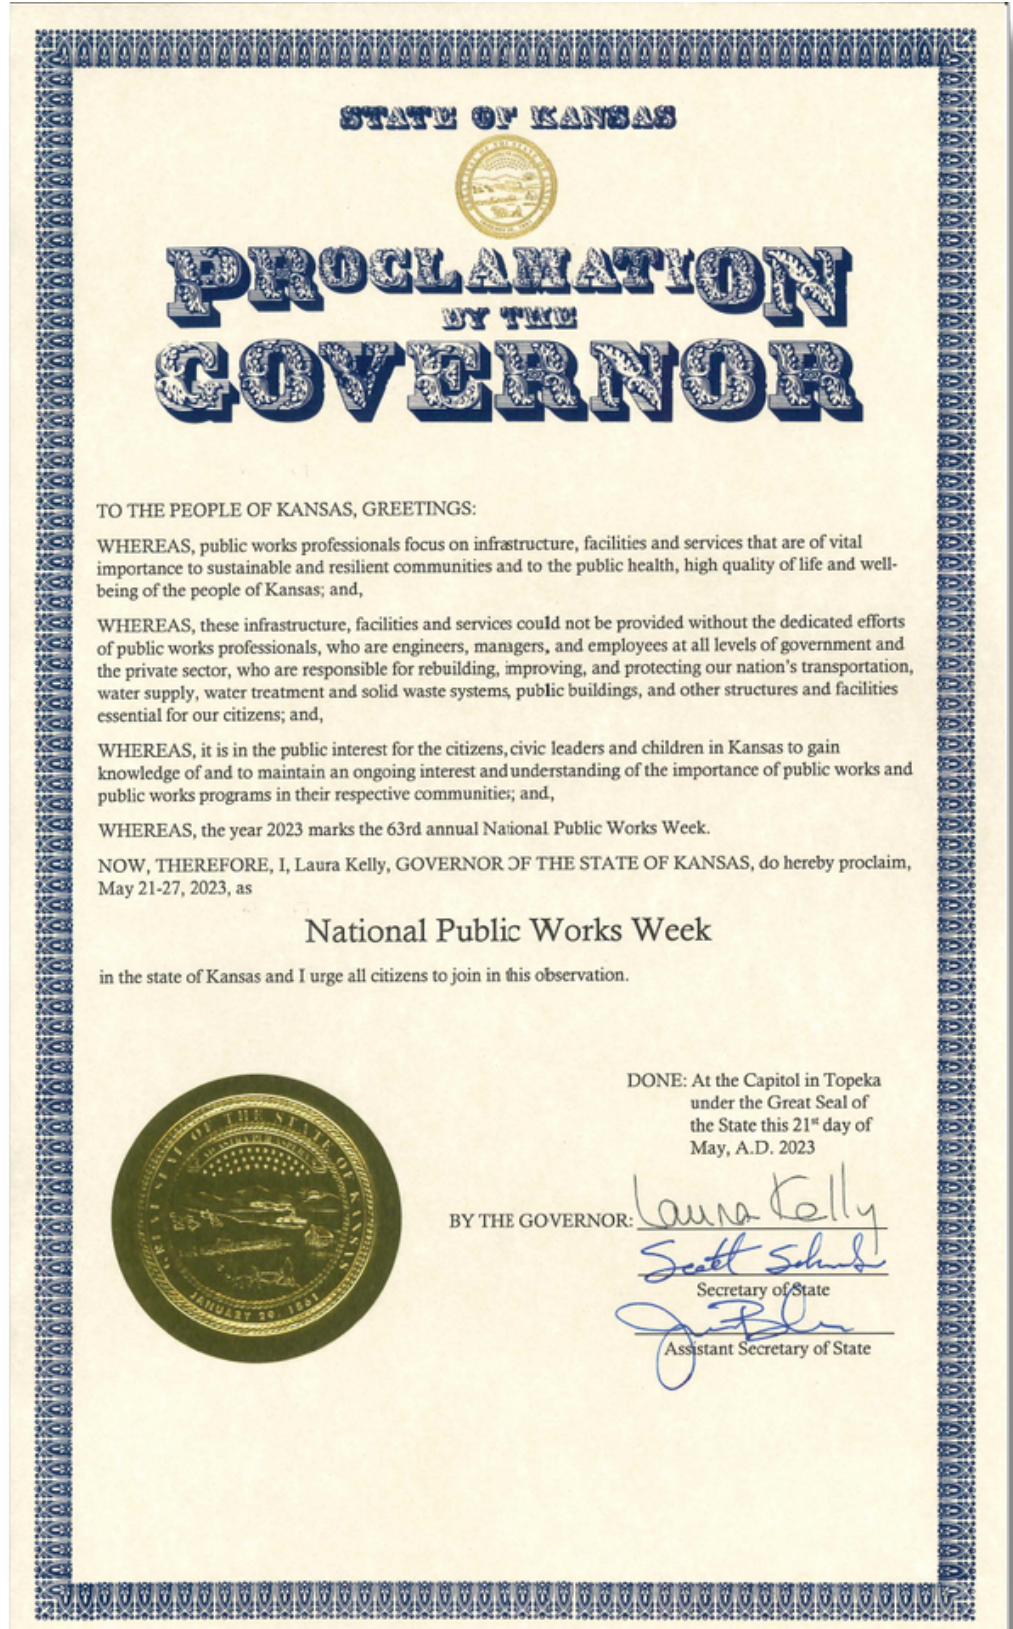 STATE OF KANSAS
PROCLAMATION
BY THE
GOVERNOR
TO THE PEOPLE OF KANSAS, GREETINGS:
WHEREAS, public works professionals focus on infrastructure, facilities and services that are of vital
importance to sustainable and resilient communities and to the public health, high quality of life and well-
being of the people of Kansas; and,
WHEREAS, these infrastructure, facilities and services could not be provided without the dedicated efforts
of public works professionals, who are engineers, managers, and employees at all levels of government and
the private sector, who are responsible for rebuilding, improving, and protecting our nation's transportation,
water supply, water treatment and solid waste systems, public buildings, and other structures and facilities
essential for our citizens; and,
WHEREAS, it is in the public interest for the citizens, civic leaders and children in Kansas to gain
knowledge of and to maintain an ongoing interest and understanding of the importance of public works and
public works programs in their respective communities; and,
WHEREAS, the year 2023 marks the 63rd annual National Public Works Week.
NOW, THEREFORE, I, Laura Kelly, GOVERNOR OF THE STATE OF KANSAS, do hereby proclaim,
May 21-27, 2023, as
National Public Works Week
in the state of Kansas and I urge all citizens to join in this observation.
GREAT SEAL OF THE STATE OF KANSAS
JANUARY 29, 1861
DONE: At the Capitol in Topeka
under the Great Seal of
the State this 21st day of
May, A.D. 2023
BY THE GOVERNOR: Laura Kelly
Scott
Secretary of State
Assistant Secretary of State